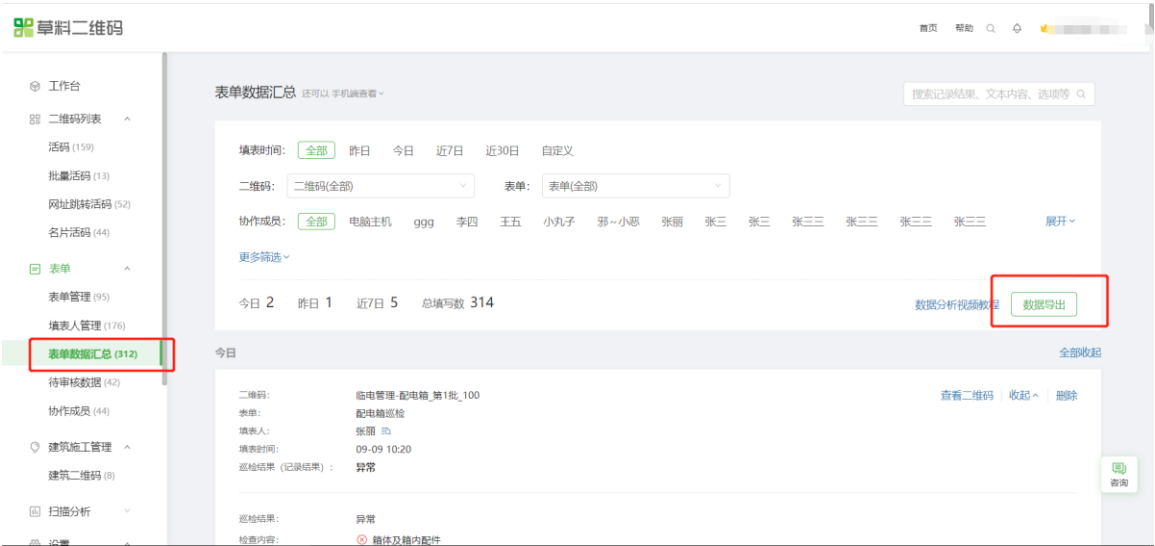 草料二维码
首页 帮助
工作台
二维码列表
活码 (159)
批量活码 (13)
网址跳转活码 (52)
名片活码 (44)
表单
表单管理 (95)
填表人管理 (176)
表单数据汇总 (312)
待审核数据 (42)
协作成员 (44)
建筑施工管理
建筑二维码 (8)
扫描分析
设置
表单数据汇总 还可以 手机端查看
搜索记录结果、文本内容、选项等
填表时间: 全部 昨日 今日 近7日 近30日 自定义
二维码: 二维码(全部) 表单: 表单(全部)
协作成员: 全部 电脑主机 ggg 李四 王五 小丸子 邪~小恶 张丽 张三 张三 张三三 张三三 张三三 张三三 展开
更多筛选
今日 2 昨日 1 近7日 5 总填写数 314
数据分析视频教程 数据导出
今日 全部收起
二维码: 临电管理-配电箱_第1批_100 查看二维码 收起 删除
表单: 配电箱巡检
填表人: 张丽
填表时间: 09-09 10:20
巡检结果 (记录结果) : 异常
巡检结果: 异常
检查内容: 箱体及箱内配件
咨询